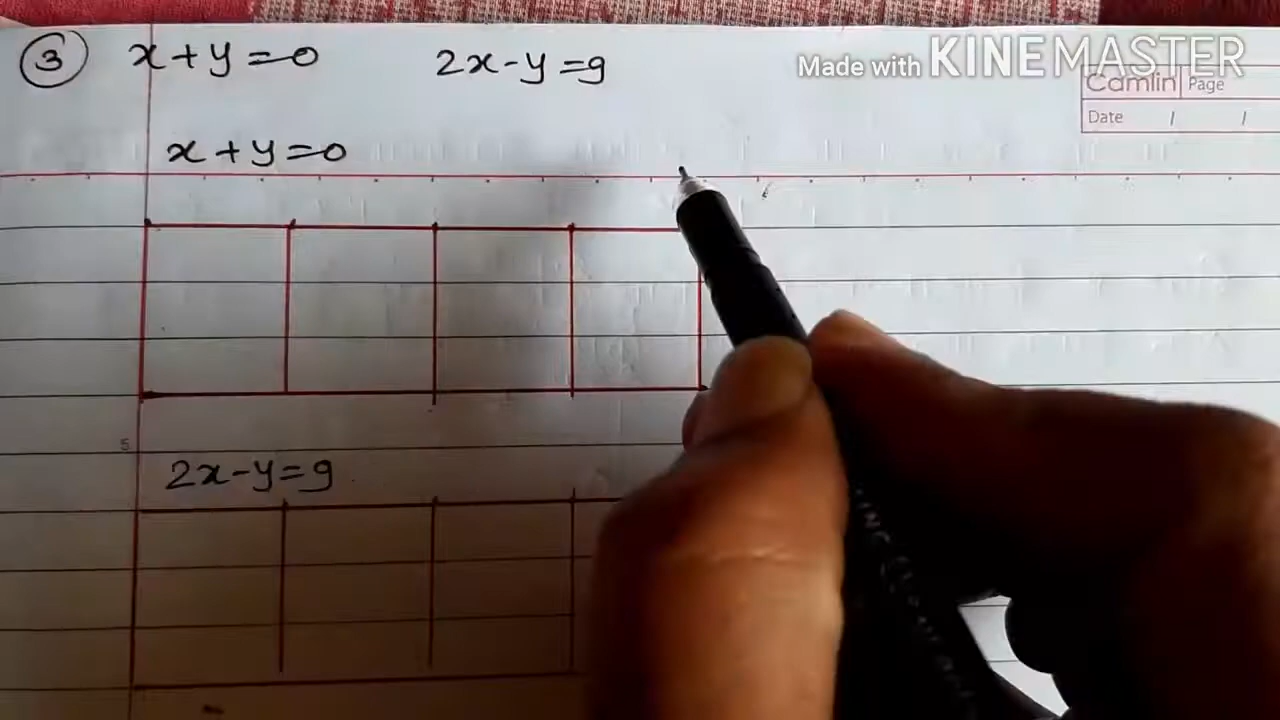 ③ x+y=0 2x-y=9
Made with KINEMASTER
Camlin Page
Date / /
x+y=0
5
2x-y=9